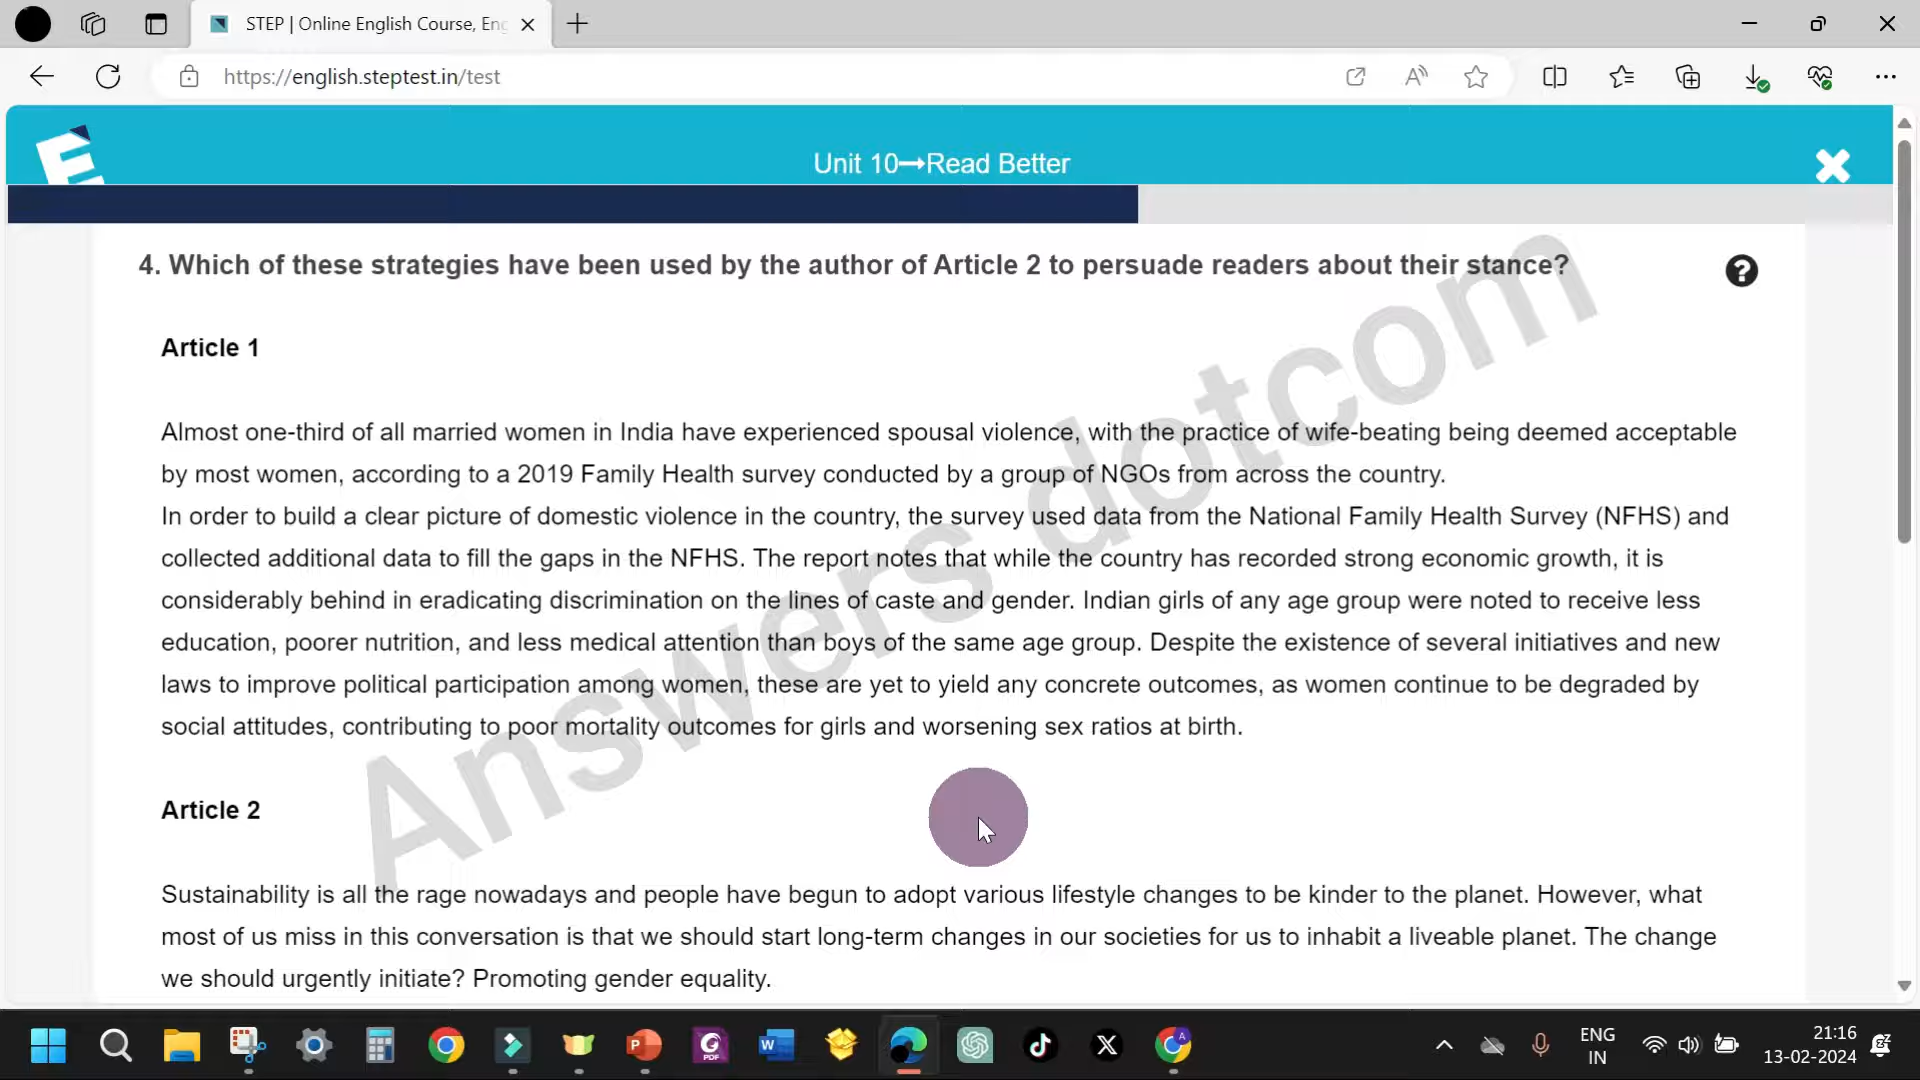 STEP | Online English Course, Eng
https://english.steptest.in/test
Unit 10→Read Better
4. Which of these strategies have been used by the author of Article 2 to persuade readers about their stance?
Article 1
Almost one-third of all married women in India have experienced spousal violence, with the practice of wife-beating being deemed acceptable
by most women, according to a 2019 Family Health survey conducted by a group of NGOs from across the country.
In order to build a clear picture of domestic violence in the country, the survey used data from the National Family Health Survey (NFHS) and
collected additional data to fill the gaps in the NFHS. The report notes that while the country has recorded strong economic growth, it is
considerably behind in eradicating discrimination on the lines of caste and gender. Indian girls of any age group were noted to receive less
education, poorer nutrition, and less medical attention than boys of the same age group. Despite the existence of several initiatives and new
laws to improve political participation among women, these are yet to yield any concrete outcomes, as women continue to be degraded by
social attitudes, contributing to poor mortality outcomes for girls and worsening sex ratios at birth.
Answers dotcom
Article 2
Sustainability is all the rage nowadays and people have begun to adopt various lifestyle changes to be kinder to the planet. However, what
most of us miss in this conversation is that we should start long-term changes in our societies for us to inhabit a liveable planet. The change
we should urgently initiate? Promoting gender equality.
ENG
IN
21:16
13-02-2024